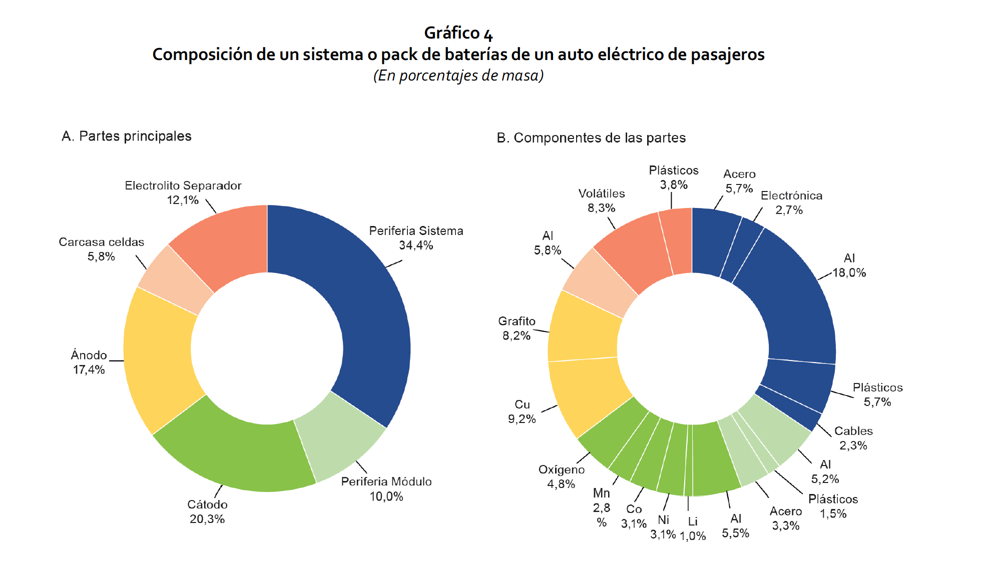 Gráfico 4
Composición de un sistema o pack de baterías de un auto eléctrico de pasajeros
(En porcentajes de masa)
A. Partes principales
Electrolito Separador
12,1%
Periferia Sistema
34,4%
Carcasa celdas
5,8%
Ánodo
17,4%
Periferia Módulo
10,0%
Cátodo
20,3%
B. Componentes de las partes
Plásticos
3,8%
Acero
5,7%
Electrónica
2,7%
Volátiles
8,3%
Al
5,8%
Al
18,0%
Grafito
8,2%
Plásticos
5,7%
Cu
9,2%
Cables
2,3%
Al
5,2%
Oxígeno
4,8%
Plásticos
1,5%
Mn
2,8
%
Co
3,1%
Ni
3,1%
Li
1,0%
Al
5,5%
Acero
3,3%